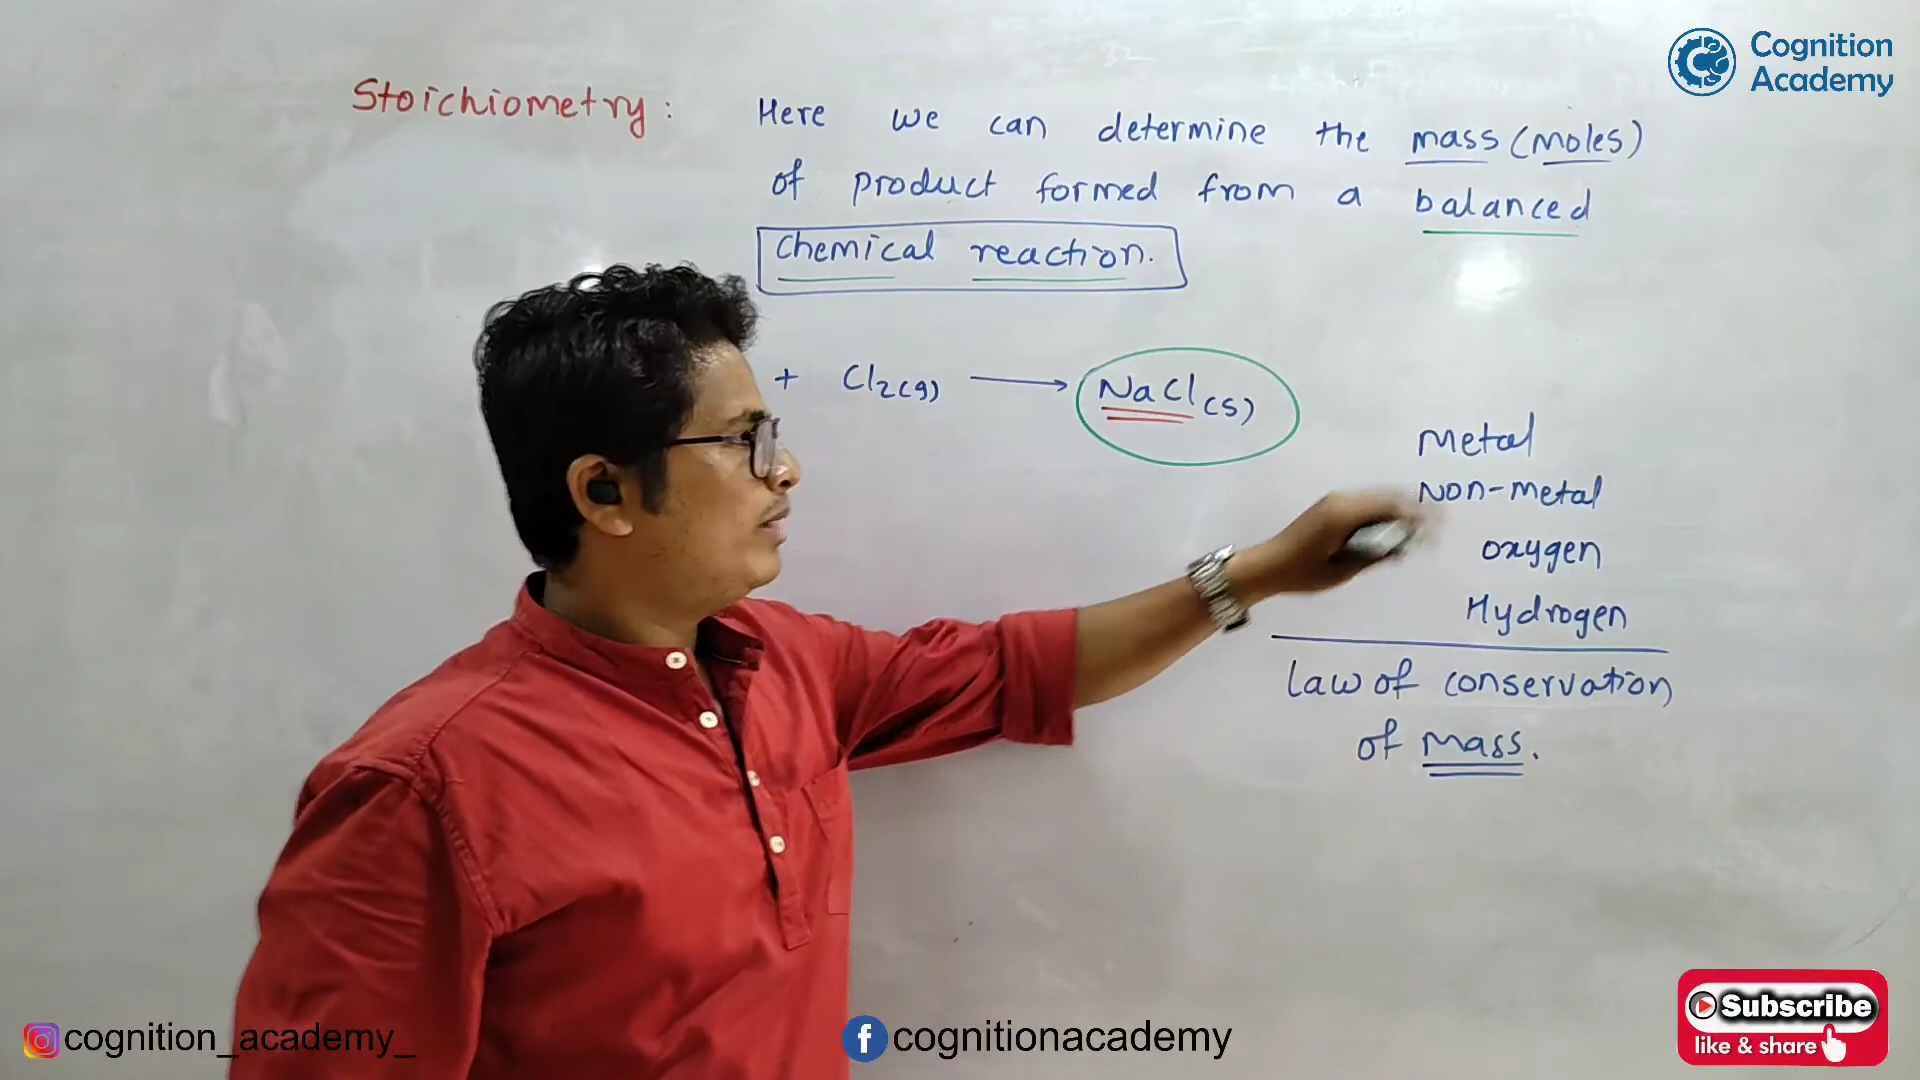 Cognition
Academy
Stoichiometry : Here we can determine the mass (moles)
of product formed from a balanced
Chemical reaction.
+ Cl2(g) → NaCl(s)
Metal
Non-metal
oxygen
Hydrogen
law of conservation
of mass.
Subscribe
like & share
cognition_academy_
f cognitionacademy